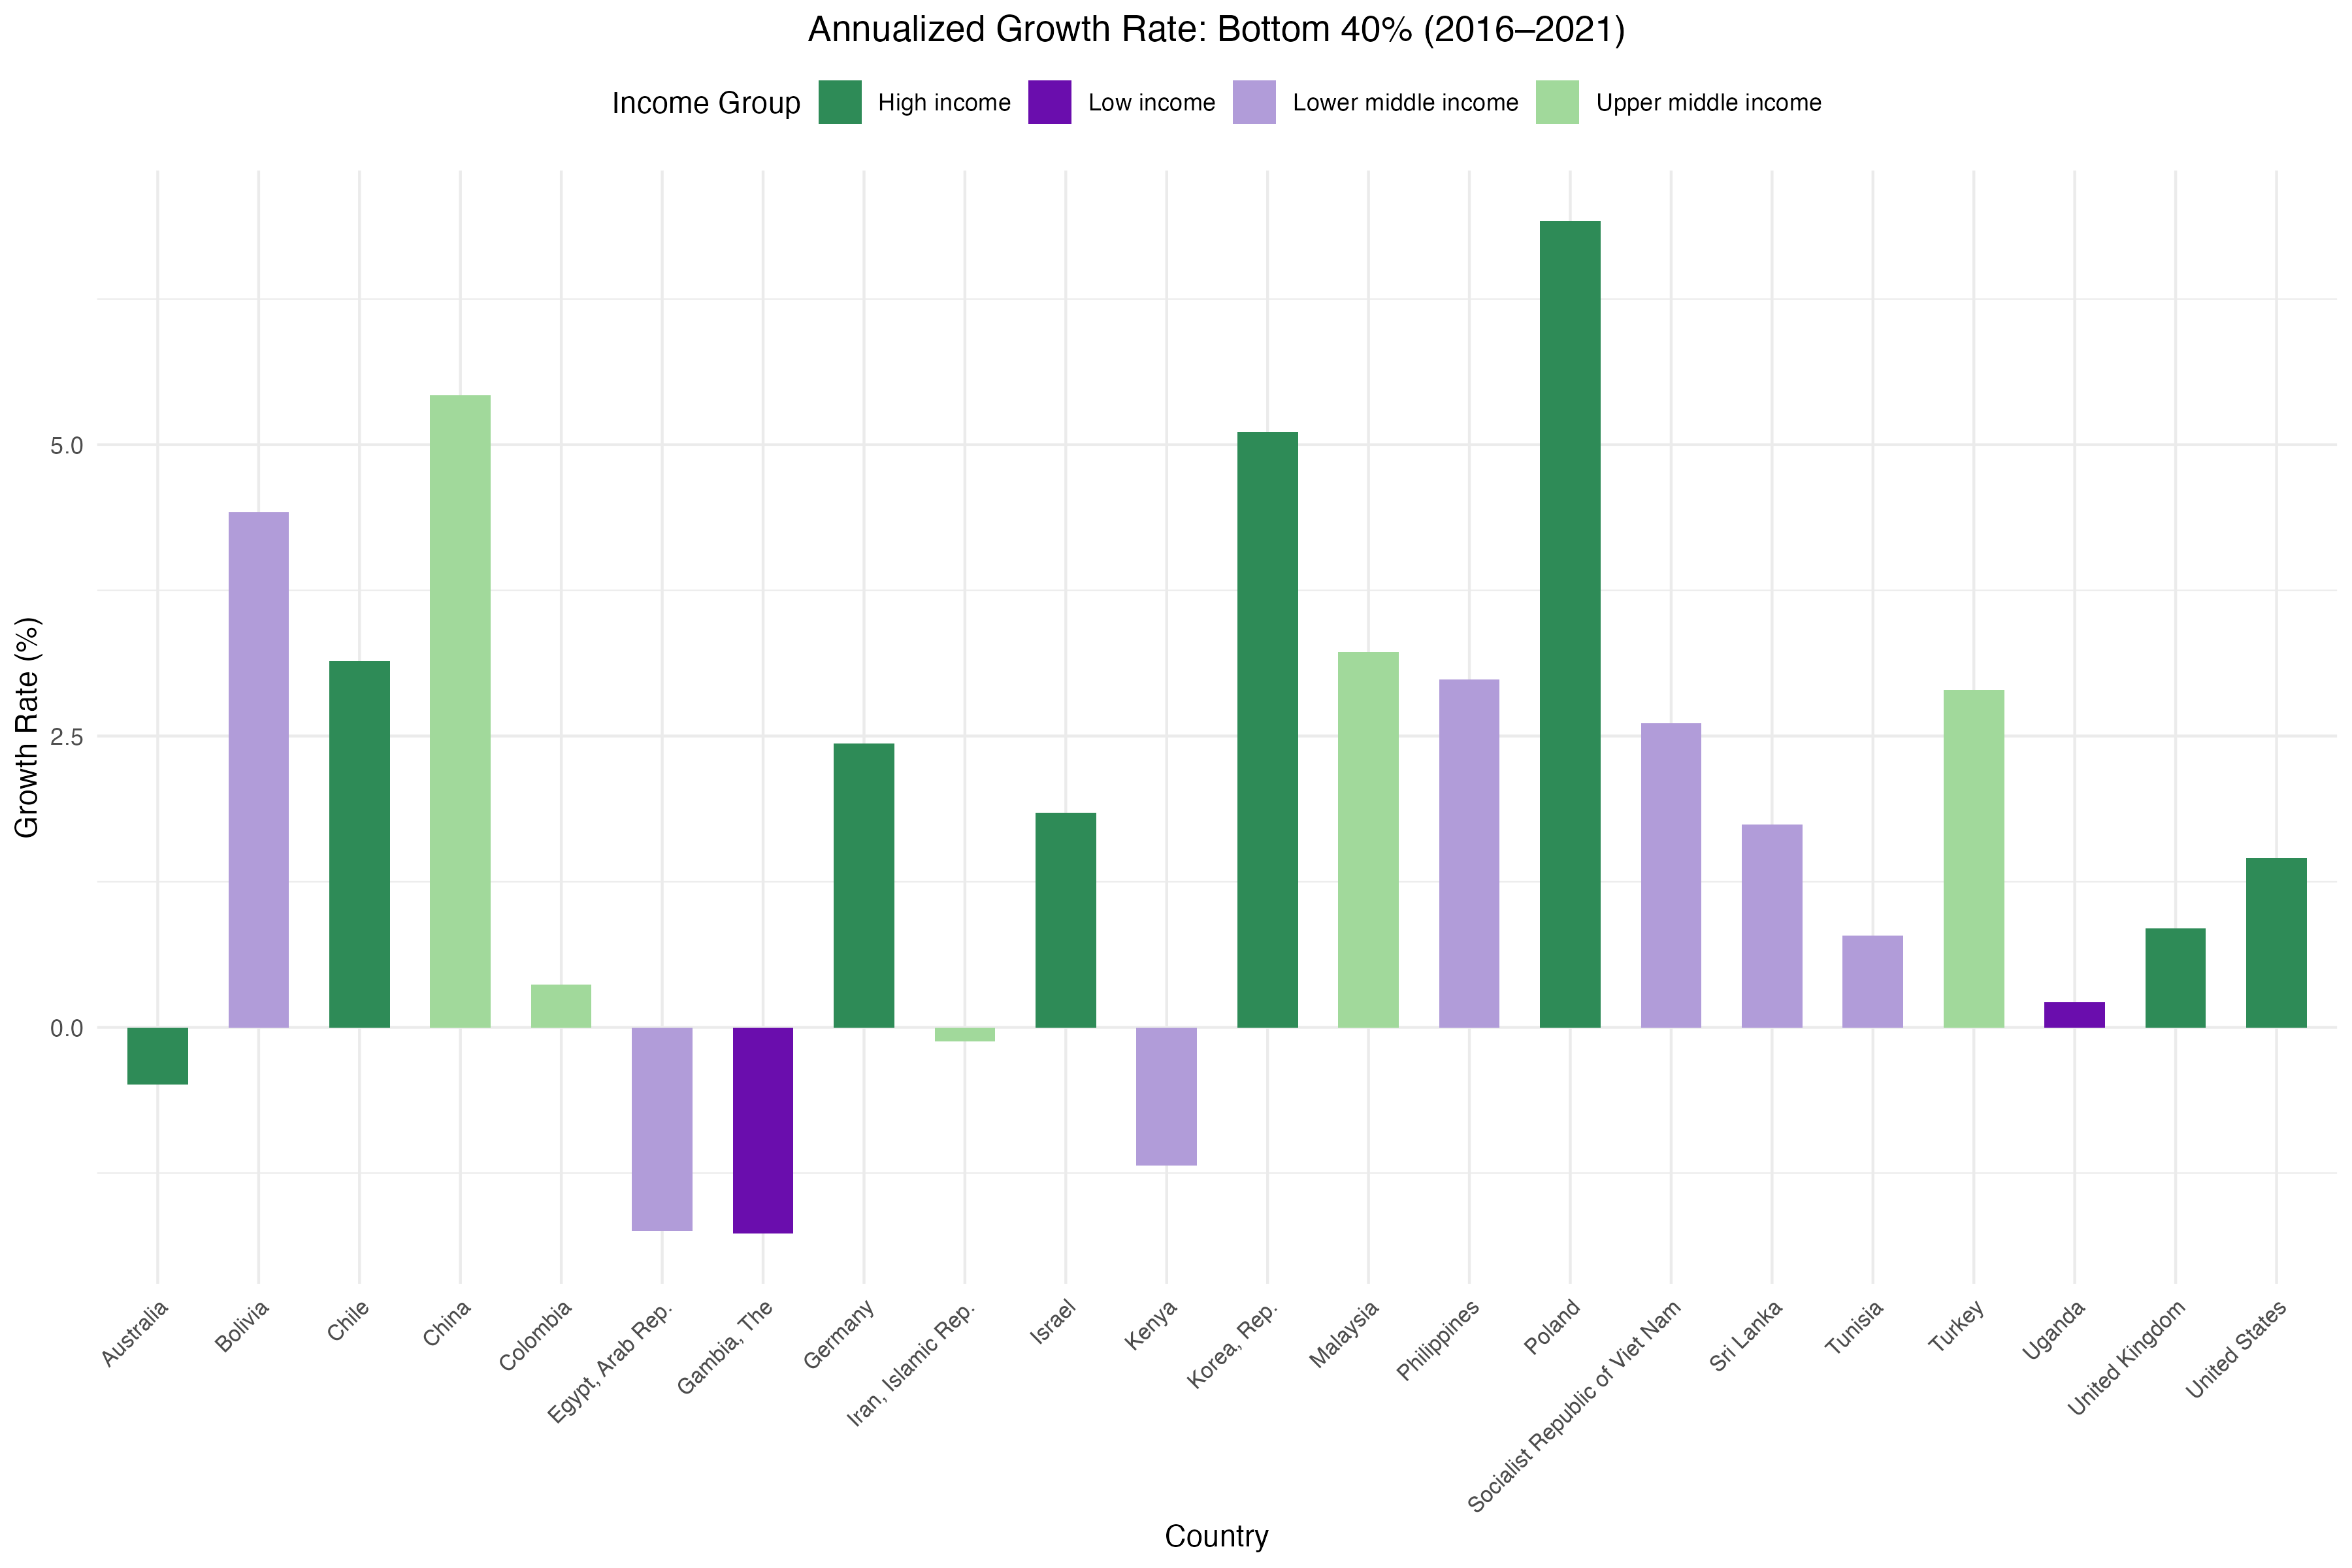 Annualized Growth Rate: Bottom 40% (2016–2021)
Income Group High income Low income Lower middle income Upper middle income
Growth Rate (%)
5.0
2.5
0.0
Australia
Bolivia
Chile
China
Colombia
Egypt, Arab Rep.
Gambia, The
Germany
Iran, Islamic Rep.
Israel
Kenya
Korea, Rep.
Malaysia
Philippines
Poland
Socialist Republic of Viet Nam
Sri Lanka
Tunisia
Turkey
Uganda
United Kingdom
United States
Country